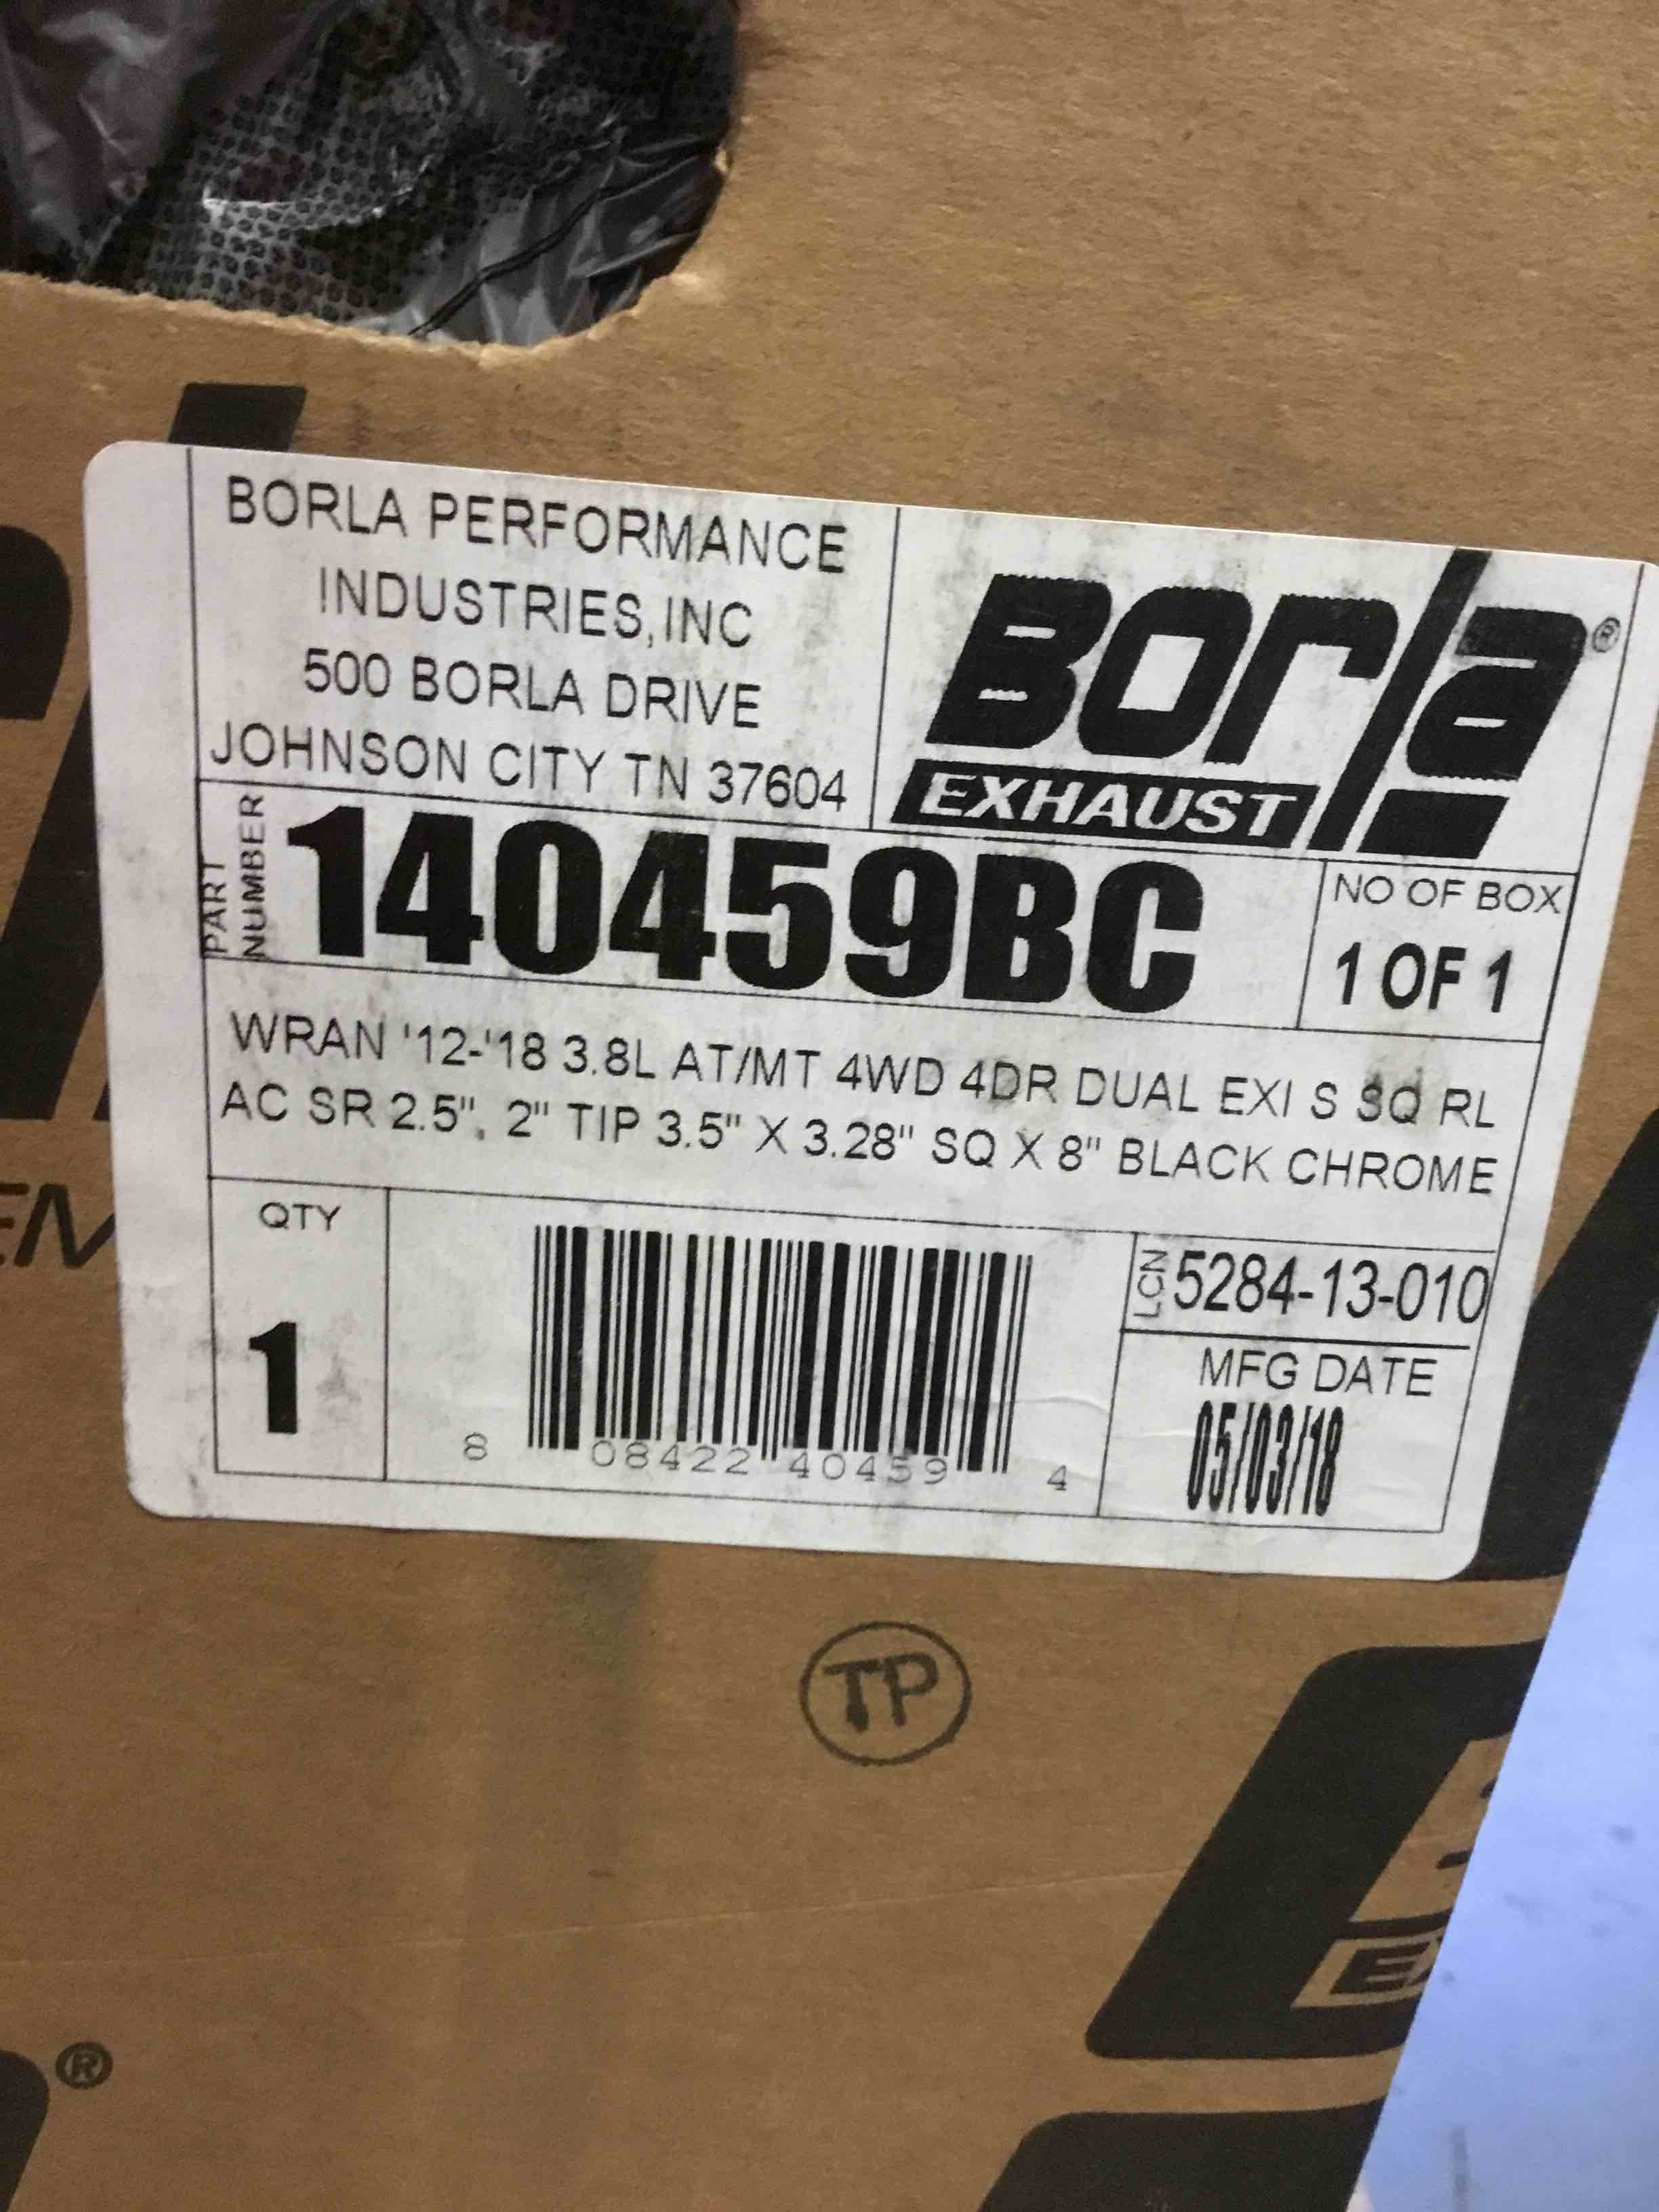 BORLA PERFORMANCE
INDUSTRIES,INC
500 BORLA DRIVE
JOHNSON CITY TN 37604
Borla®
EXHAUST
PART
NUMBER
140459BC
NO OF BOX
1 OF 1
WRAN '12-'18 3.8L AT/MT 4WD 4DR DUAL EXI S SQ RL
AC SR 2.5", 2" TIP 3.5" X 3.28" SQ X 8" BLACK CHROME
QTY
1
8 08422 40459 4
LCN
5284-13-010
MFG DATE
05/03/18
TP
®